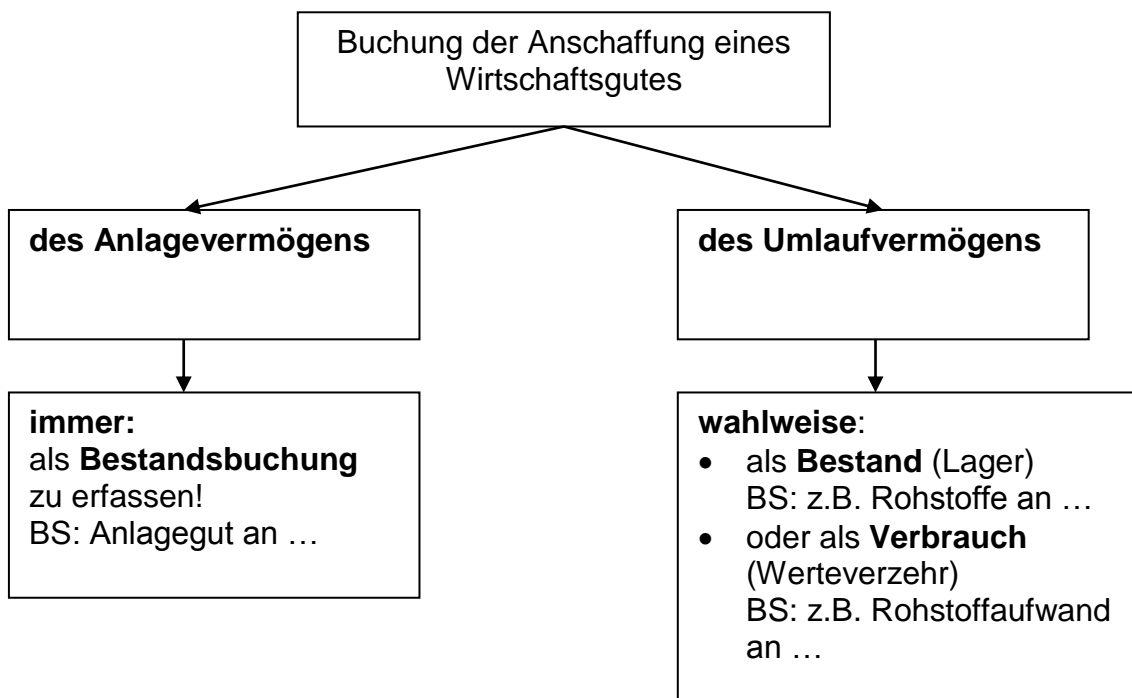 Buchung der Anschaffung eines
Wirtschaftsgutes
des Anlagevermögens
des Umlaufvermögens
immer:
als Bestandsbuchung
zu erfassen!
BS: Anlagegut an …
wahlweise:
• als Bestand (Lager)
BS: z.B. Rohstoffe an …
• oder als Verbrauch
(Werteverzehr)
BS: z.B. Rohstoffaufwand
an …